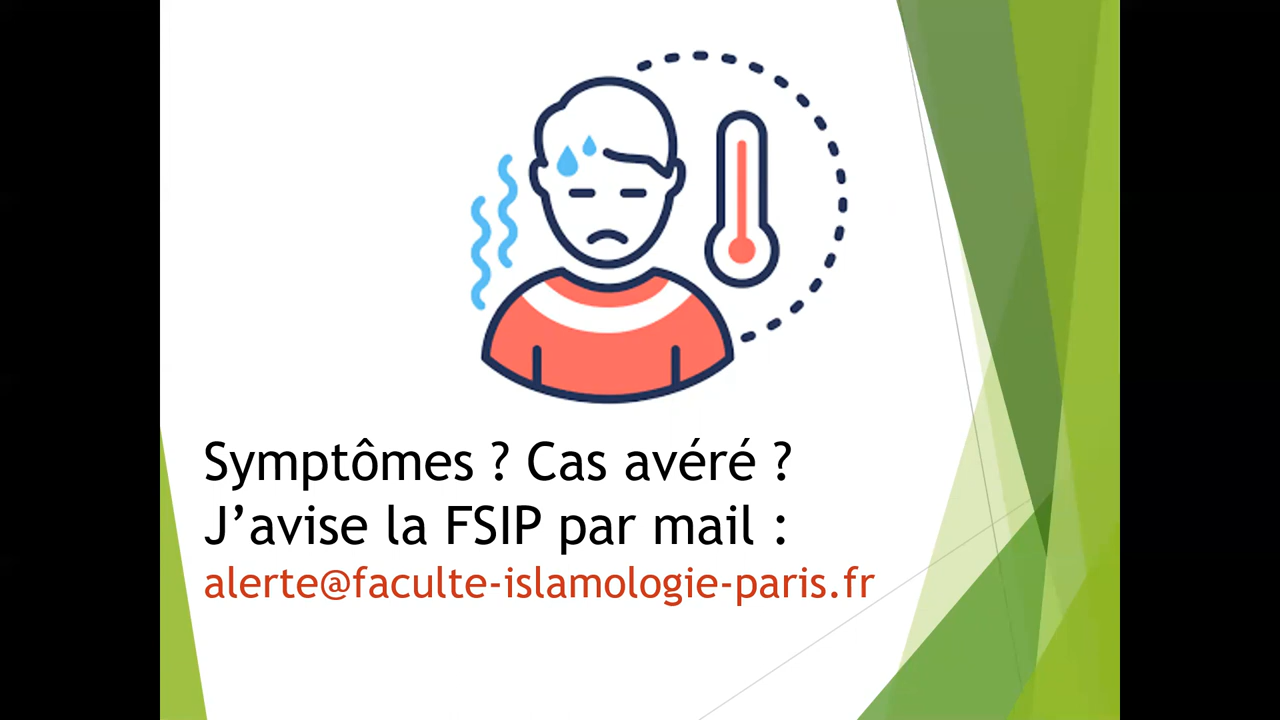 Symptômes ? Cas avéré ?
J’avise la FSIP par mail :
alerte@faculte-islamologie-paris.fr